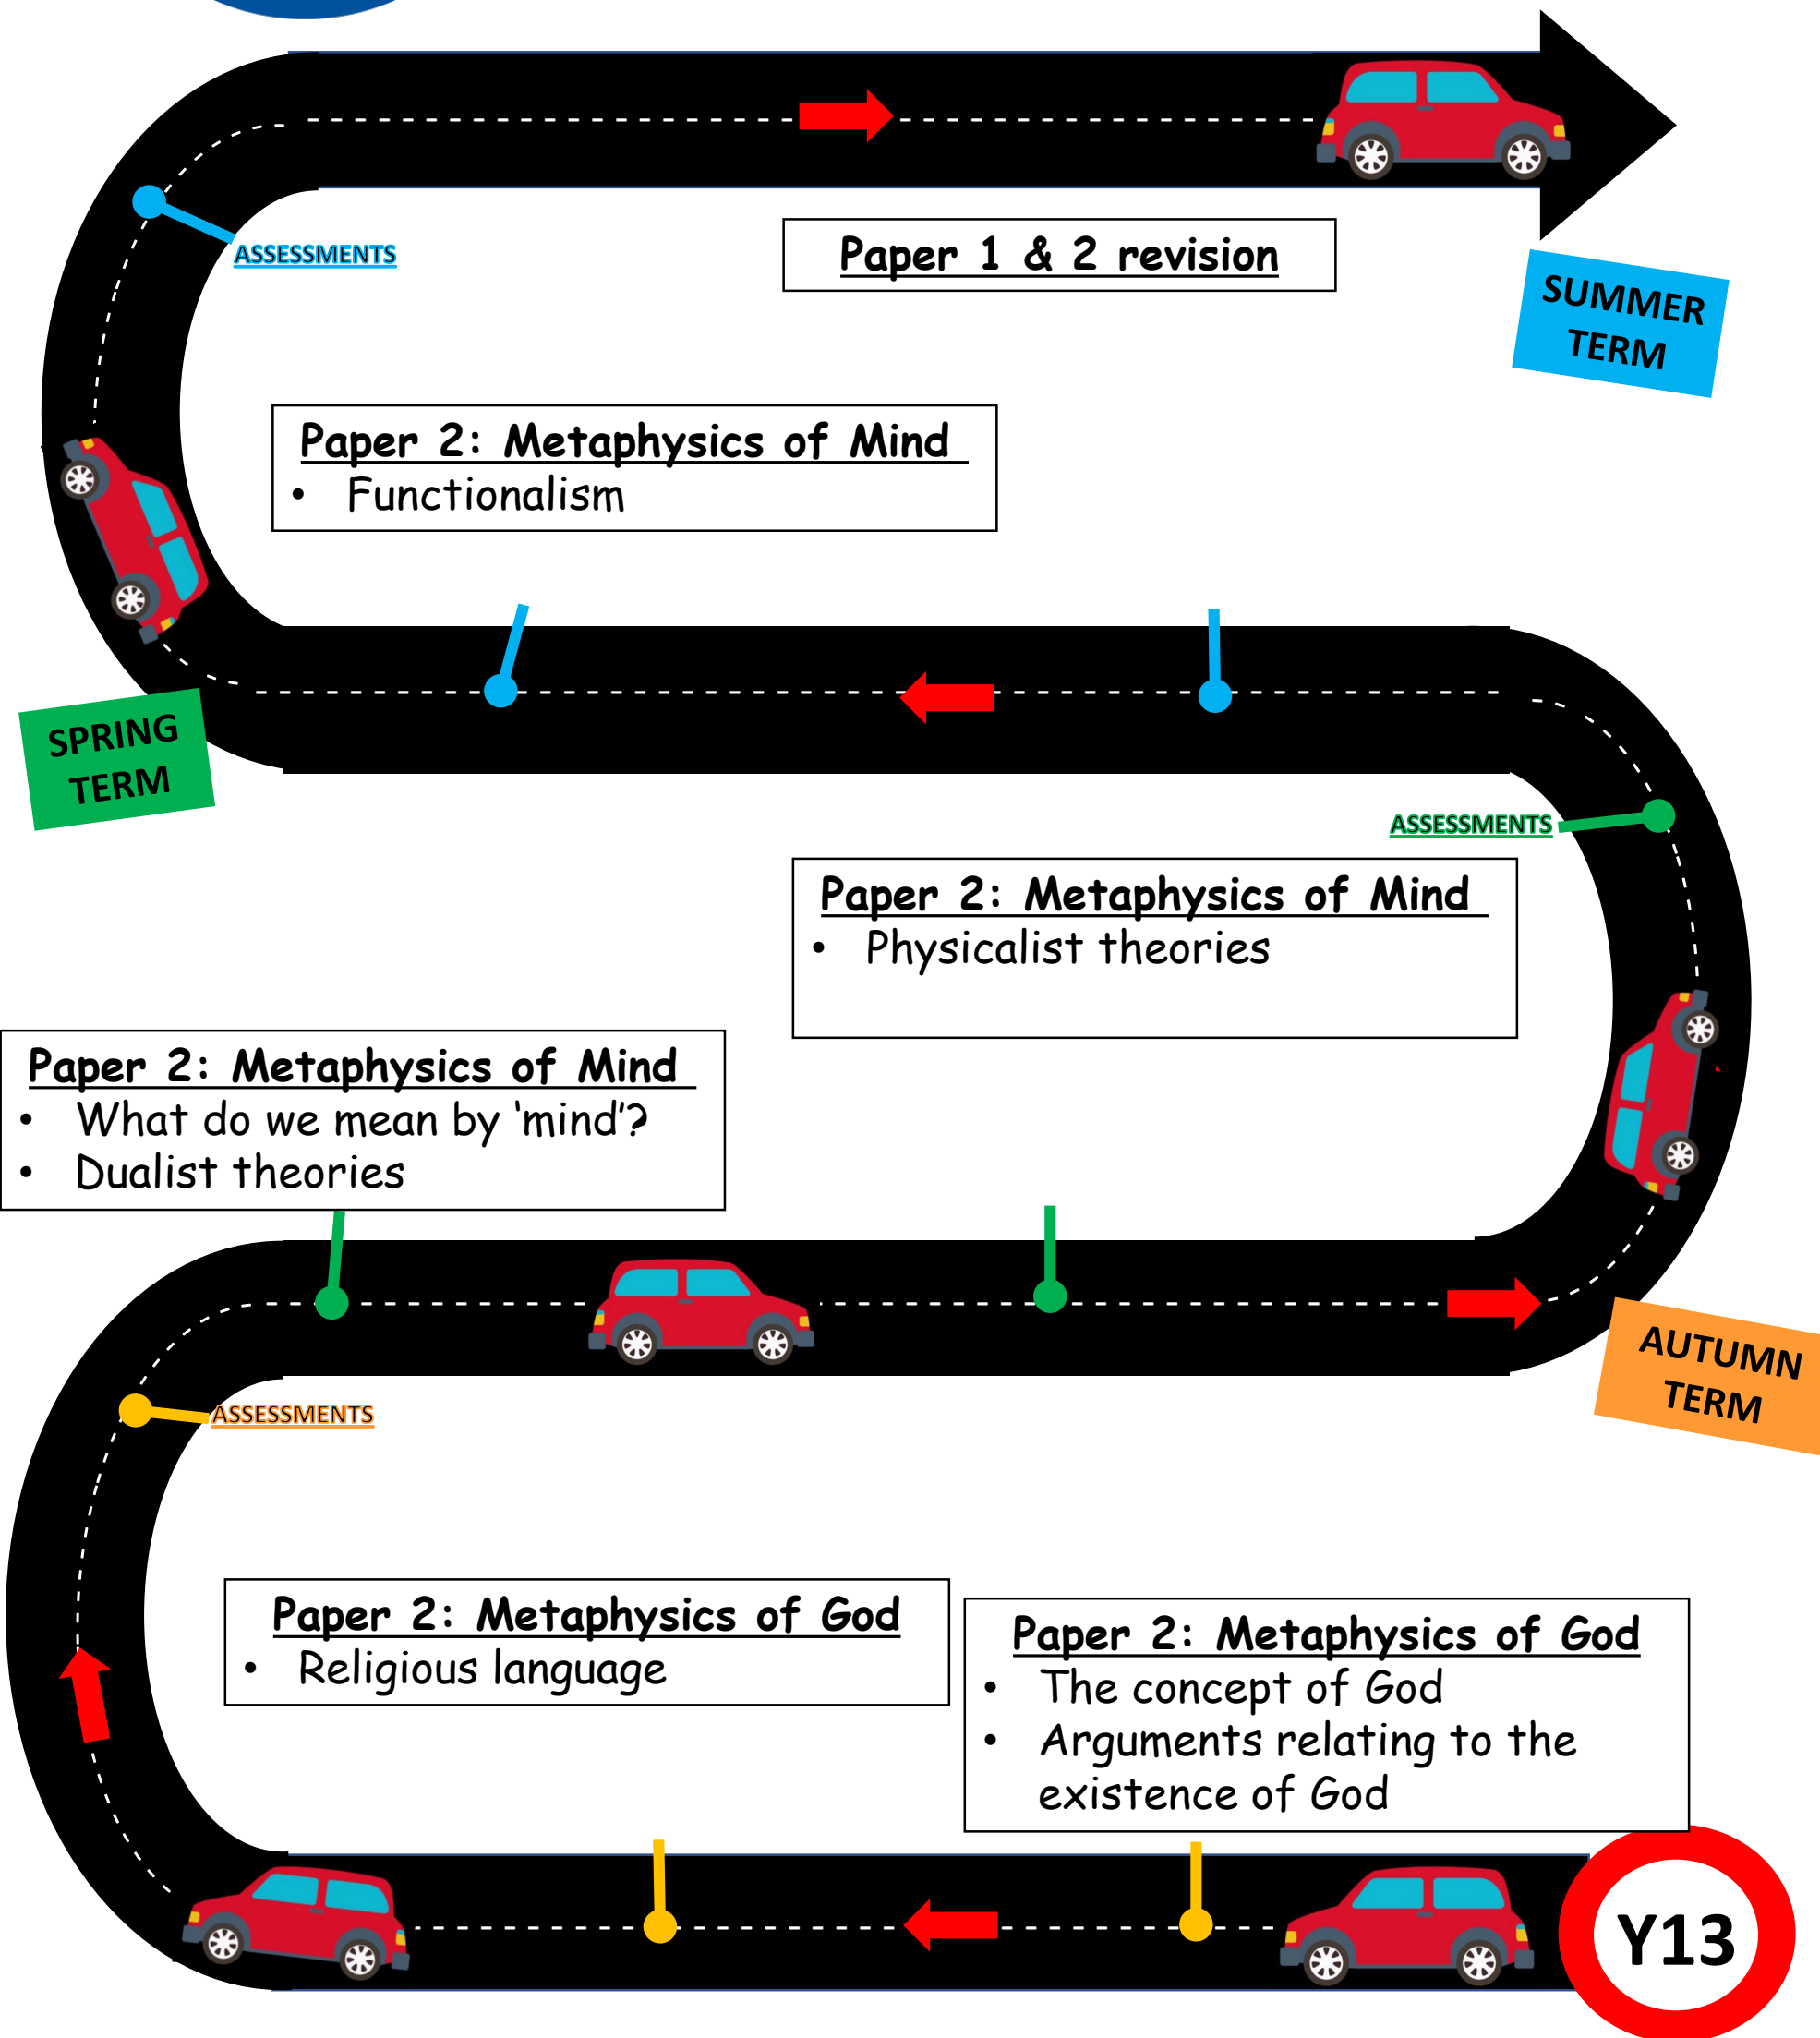 ASSESSMENTS
Paper 1 & 2 revision
SUMMER
TERM
Paper 2: Metaphysics of Mind
• Functionalism
SPRING
TERM
ASSESSMENTS
Paper 2: Metaphysics of Mind
• Physicalist theories
Paper 2: Metaphysics of Mind
• What do we mean by 'mind'?
• Dualist theories
AUTUMN
TERM
ASSESSMENTS
Paper 2: Metaphysics of God
• Religious language
Paper 2: Metaphysics of God
• The concept of God
• Arguments relating to the
existence of God
Y13